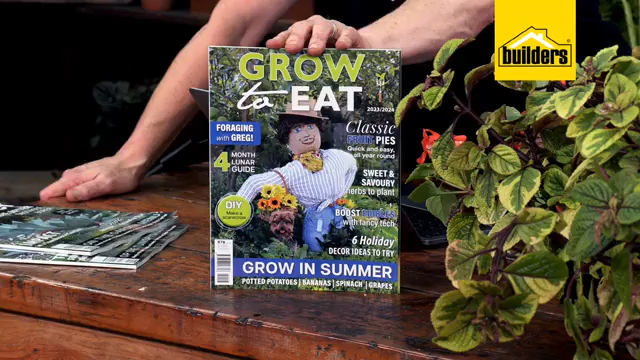 builders
GROW
to EAT
2023/2024
FORAGING
with GREG!
4 MONTH
LUNAR
GUIDE
DIY
Make a
scarecrow
Classic
FRUIT PIES
Quick and easy,
all year round
SWEET &
SAVOURY
herbs to plant
BOOST
with fancy tech
6 Holiday
DECOR IDEAS TO TRY
GROW IN SUMMER
POTTED POTATOES | BANANAS | SPINACH | GRAPES